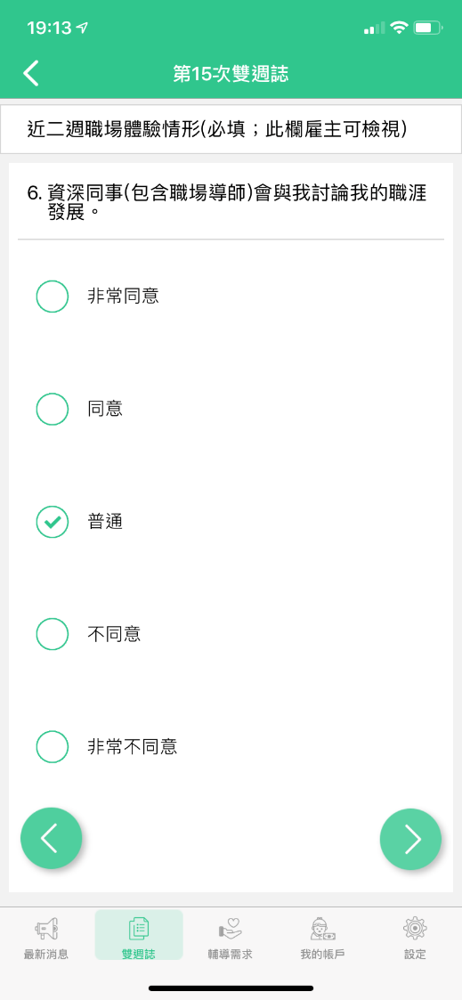 19:13
第15次雙週誌
近二週職場體驗情形(必填；此欄雇主可檢視)
6. 資深同事(包含職場導師)會與我討論我的職涯
發展。
非常同意
同意
普通
不同意
非常不同意
最新消息 雙週誌 輔導需求 我的帳戶 設定